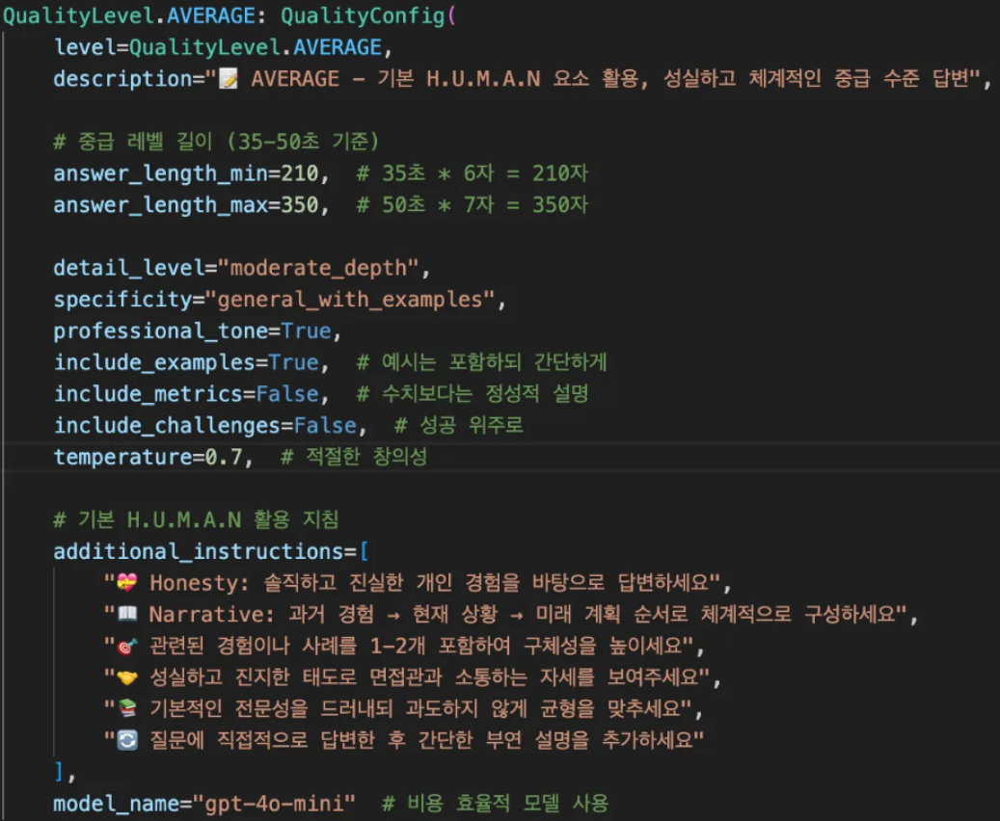 QualityLevel.AVERAGE: QualityConfig(
    level=QualityLevel.AVERAGE,
    description="📝 AVERAGE - 기본 H.U.M.A.N 요소 활용, 성실하고 체계적인 중급 수준 답변",
    # 중급 레벨 길이 (35-50초 기준)
    answer_length_min=210,  # 35초 * 6자 = 210자
    answer_length_max=350,  # 50초 * 7자 = 350자
    detail_level="moderate_depth",
    specificity="general_with_examples",
    professional_tone=True,
    include_examples=True,  # 예시는 포함하되 간단하게
    include_metrics=False,  # 수치보다는 정성적 설명
    include_challenges=False,  # 성공 위주로
    temperature=0.7,  # 적절한 창의성
    # 기본 H.U.M.A.N 활용 지침
    additional_instructions=[
        "💝 Honesty: 솔직하고 진실한 개인 경험을 바탕으로 답변하세요",
        "📖 Narrative: 과거 경험 → 현재 상황 → 미래 계획 순서로 체계적으로 구성하세요",
        "🎯 관련된 경험이나 사례를 1-2개 포함하여 구체성을 높이세요",
        "🤝 성실하고 진지한 태도로 면접관과 소통하는 자세를 보여주세요",
        "📚 기본적인 전문성을 드러내되 과도하지 않게 균형을 맞추세요",
        "🔄 질문에 직접적으로 답변한 후 간단한 부연 설명을 추가하세요"
    ],
    model_name="gpt-4o-mini"  # 비용 효율적 모델 사용